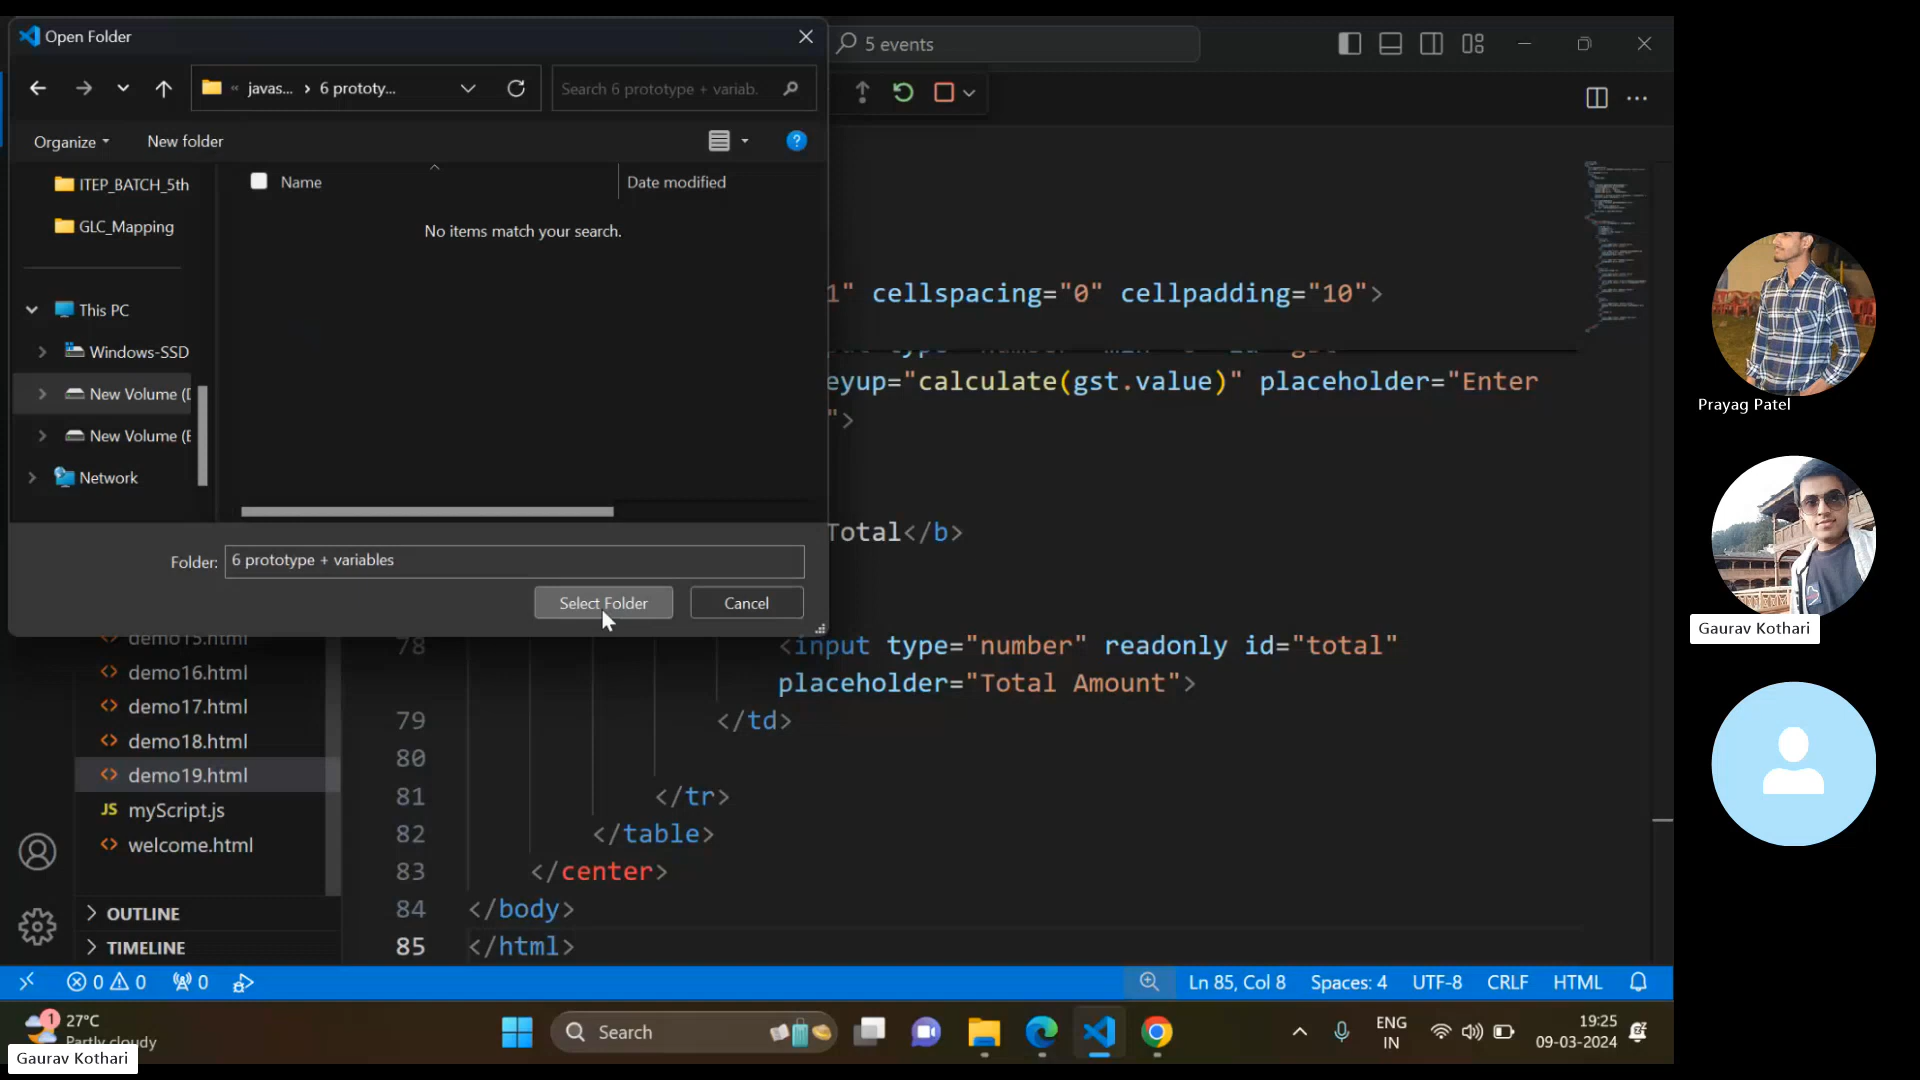 Open Folder
5 events
javas... › 6 prototy...
Search 6 prototype + variab.
Organize
New folder
ITEP_BATCH_5th
GLC_Mapping
This PC
Windows-SSD
New Volume (D
New Volume (E
Network
Name
Date modified
No items match your search.
Folder:
6 prototype + variables
Select Folder
Cancel
1" cellspacing="0" cellpadding="10">
eyup="calculate(gst.value)" placeholder="Enter
">
Total</b>
78 <input type="number" readonly id="total"
placeholder="Total Amount">
79 </td>
80
81 </tr>
82 </table>
83 </center>
84 </body>
85 </html>
demo15.html
demo16.html
demo17.html
demo18.html
demo19.html
JS myScript.js
welcome.html
OUTLINE
TIMELINE
0 0 0
Ln 85, Col 8
Spaces: 4
UTF-8
CRLF
HTML
1
27°C
Partly cloudy
Search
ENG
IN
19:25
09-03-2024
Gaurav Kothari
Prayag Patel
Gaurav Kothari